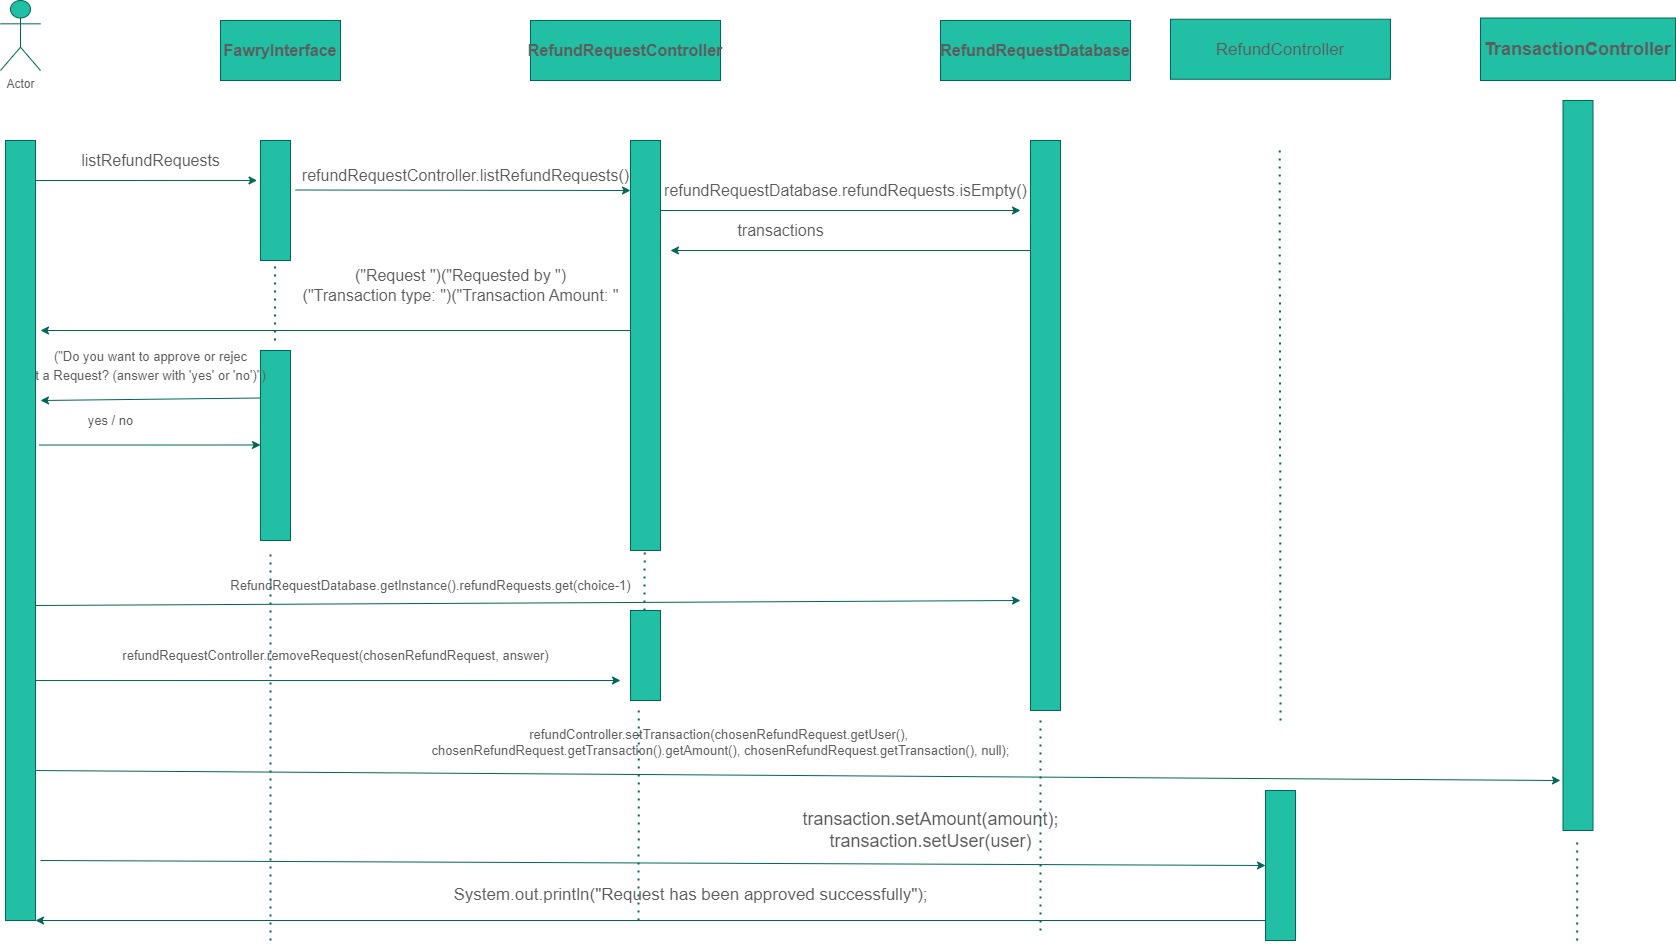 Actor
FawryInterface
RefundRequestController
RefundRequestDatabase
RefundController
TransactionController
listRefundRequests
refundRequestController.listRefundRequests()
refundRequestDatabase.refundRequests.isEmpty()
transactions
("Request ")("Requested by ")
("Transaction type: ")("Transaction Amount: "
("Do you want to approve or rejec
t a Request? (answer with 'yes' or 'no')")
yes / no
RefundRequestDatabase.getInstance().refundRequests.get(choice-1)
refundRequestController.removeRequest(chosenRefundRequest, answer)
refundController.setTransaction(chosenRefundRequest.getUser(),
chosenRefundRequest.getTransaction().getAmount(), chosenRefundRequest.getTransaction(), null);
transaction.setAmount(amount);
transaction.setUser(user)
System.out.println("Request has been approved successfully");